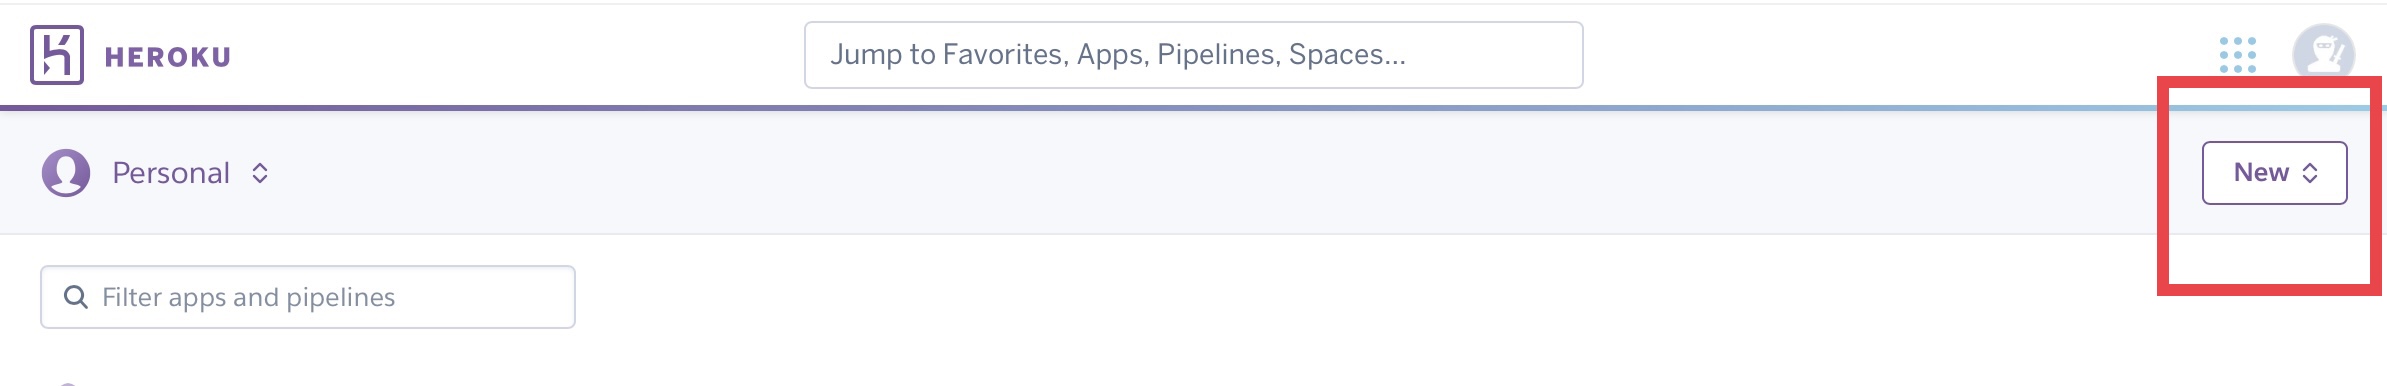 HEROKU
Jump to Favorites, Apps, Pipelines, Spaces...
Personal
New
Filter apps and pipelines